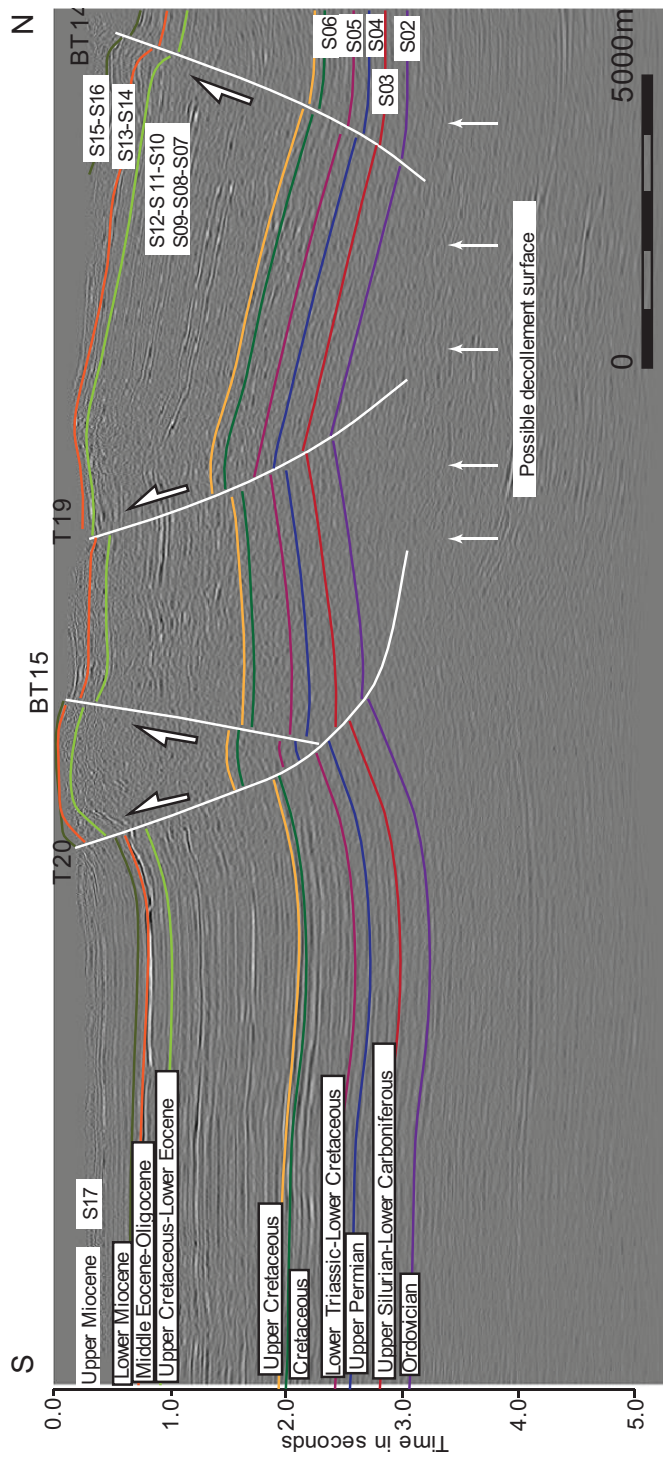 S
N
BT15
BT14
T20
T19
Upper Miocene
S17
Lower Miocene
Middle Eocene-Oligocene
Upper Cretaceous-Lower Eocene
Upper Cretaceous
Cretaceous
Lower Triassic-Lower Cretaceous
Upper Permian
Upper Silurian-Lower Carboniferous
Ordovician
S15-S16
S13-S14
S12-S 11-S10
S09-S08-S07
S06
S05
S04
S03
S02
Possible decollement surface
0
5000m
Time in seconds
0.0
1.0
2.0
3.0
4.0
5.0